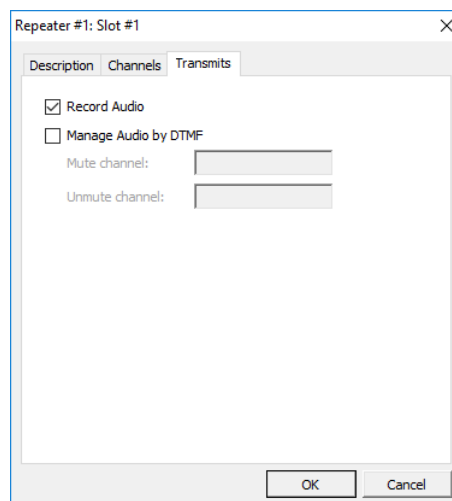 Repeater #1: Slot #1
Description Channels Transmits
Record Audio
Manage Audio by DTMF
Mute channel:
Unmute channel:
OK Cancel